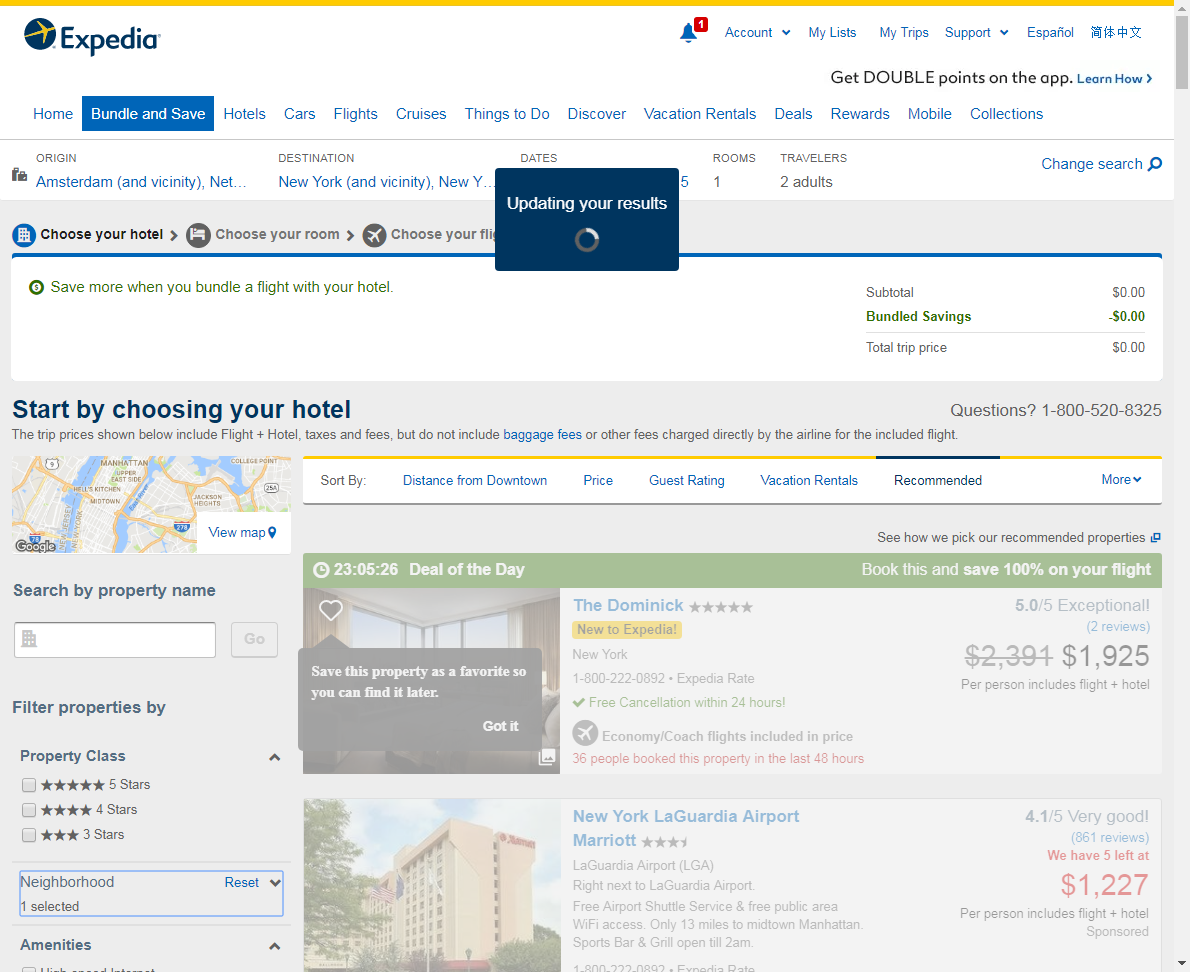 Expedia
1
Account
My Lists
My Trips
Support
Español
简体中文
Get DOUBLE points on the app. Learn How
Home
Bundle and Save
Hotels
Cars
Flights
Cruises
Things to Do
Discover
Vacation Rentals
Deals
Rewards
Mobile
Collections
ORIGIN
Amsterdam (and vicinity), Net...
DESTINATION
New York (and vicinity), New Y...
DATES
5
ROOMS
1
TRAVELERS
2 adults
Change search
Updating your results
Choose your hotel
Choose your room
Choose your
Save more when you bundle a flight with your hotel.
Subtotal $0.00
Bundled Savings -$0.00
Total trip price $0.00
Start by choosing your hotel
Questions? 1-800-520-8325
The trip prices shown below include Flight + Hotel, taxes and fees, but do not include baggage fees or other fees charged directly by the airline for the included flight.
MANHATTAN
COLLEGE POINT
9
UPPER
EAST SIDE
HELL'S KITCHEN
MIDTOWN
East River
JACKSON
HEIGHTS
25A
278
78
NEW JERSEY
NEW YORK
Google
View map
Sort By:
Distance from Downtown
Price
Guest Rating
Vacation Rentals
Recommended
More
See how we pick our recommended properties
Search by property name
Go
Filter properties by
Property Class
5 Stars
4 Stars
3 Stars
Neighborhood
Reset
1 selected
Amenities
High-speed Internet
23:05:26 Deal of the Day
Book this and save 100% on your flight
Save this property as a favorite so
you can find it later.
Got it
The Dominick
New to Expedia!
New York
1-800-222-0892 • Expedia Rate
Free Cancellation within 24 hours!
Economy/Coach flights included in price
36 people booked this property in the last 48 hours
5.0/5 Exceptional!
(2 reviews)
$2,391 $1,925
Per person includes flight + hotel
New York LaGuardia Airport
Marriott
LaGuardia Airport (LGA)
Right next to LaGuardia Airport.
Free Airport Shuttle Service & free public area
WiFi access. Only 13 miles to midtown Manhattan.
Sports Bar & Grill open till 2am.
1-800-222-0892 • Expedia Rate
4.1/5 Very good!
(861 reviews)
We have 5 left at
$1,227
Per person includes flight + hotel
Sponsored